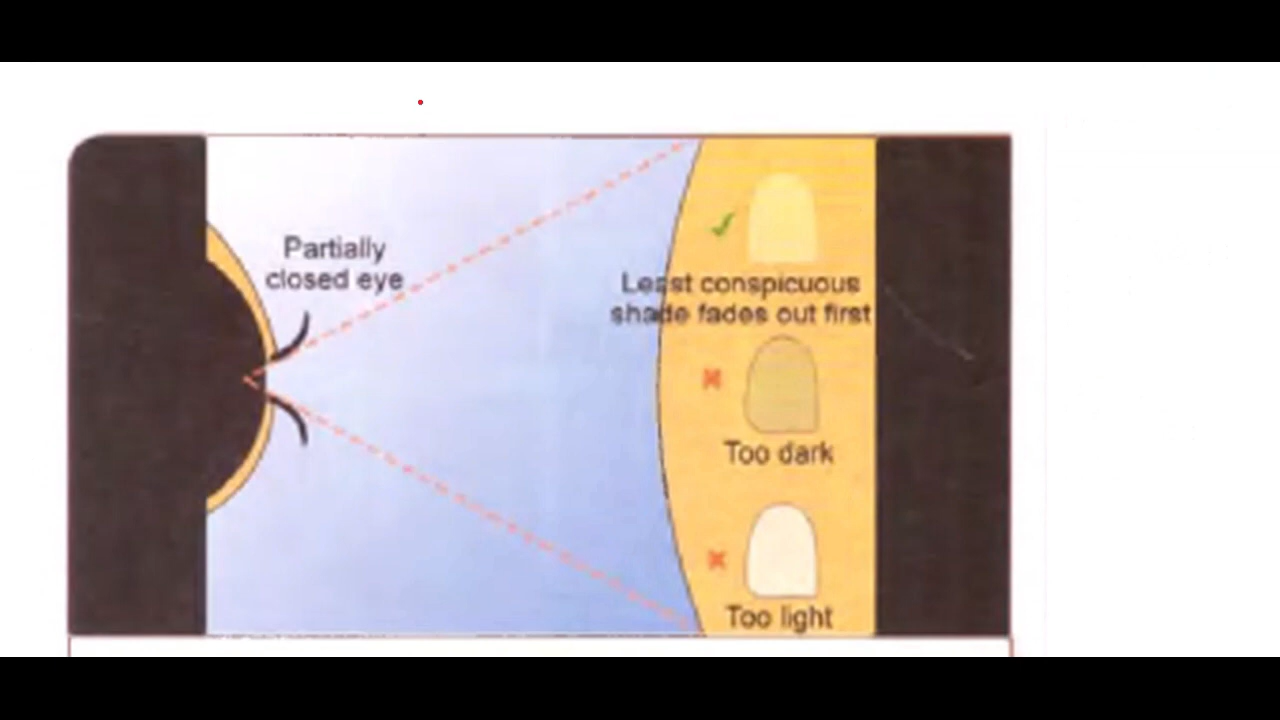 Partially
closed eye
Least conspicuous
shade fades out first
Too dark
Too light